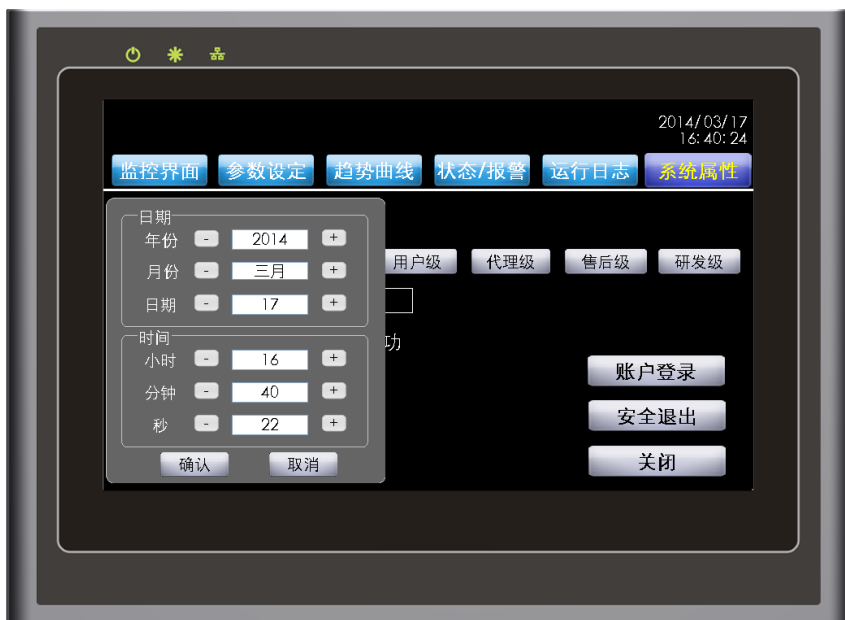 2014/03/17
16:40:24
监控界面 参数设定 趋势曲线 状态/报警 运行日志 系统属性
日期
年份 - 2014 +
用户级 代理级 售后级 研发级
月份 - 三月 +
日期 - 17 +
时间
功
小时 - 16 +
账户登录
分钟 - 40 +
安全退出
秒 - 22 +
确认 取消
关闭